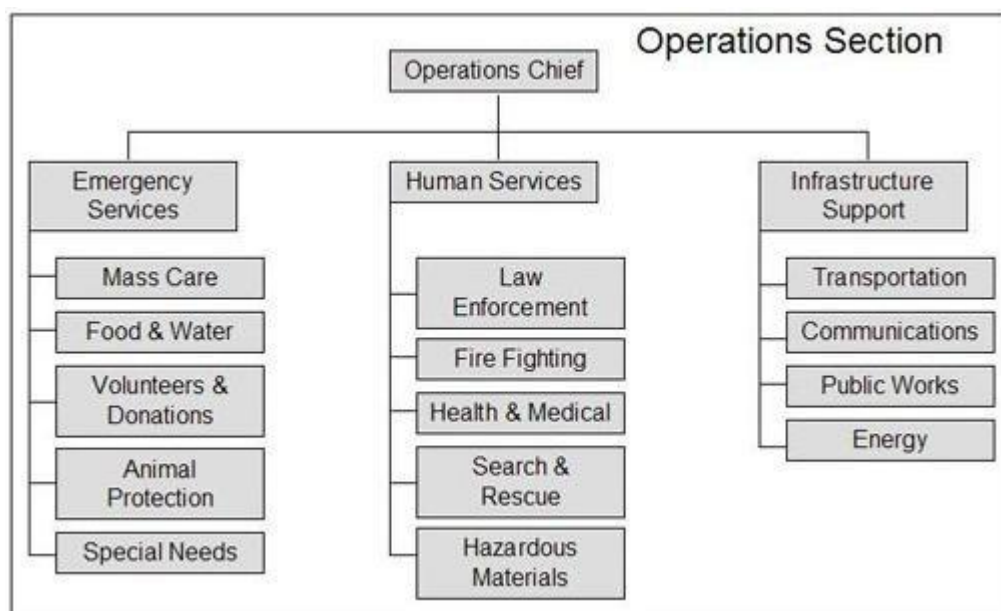 Operations Section
Operations Chief
Emergency
Services
Mass Care
Food & Water
Volunteers &
Donations
Animal
Protection
Special Needs
Human Services
Law
Enforcement
Fire Fighting
Health & Medical
Search &
Rescue
Hazardous
Materials
Infrastructure
Support
Transportation
Communications
Public Works
Energy